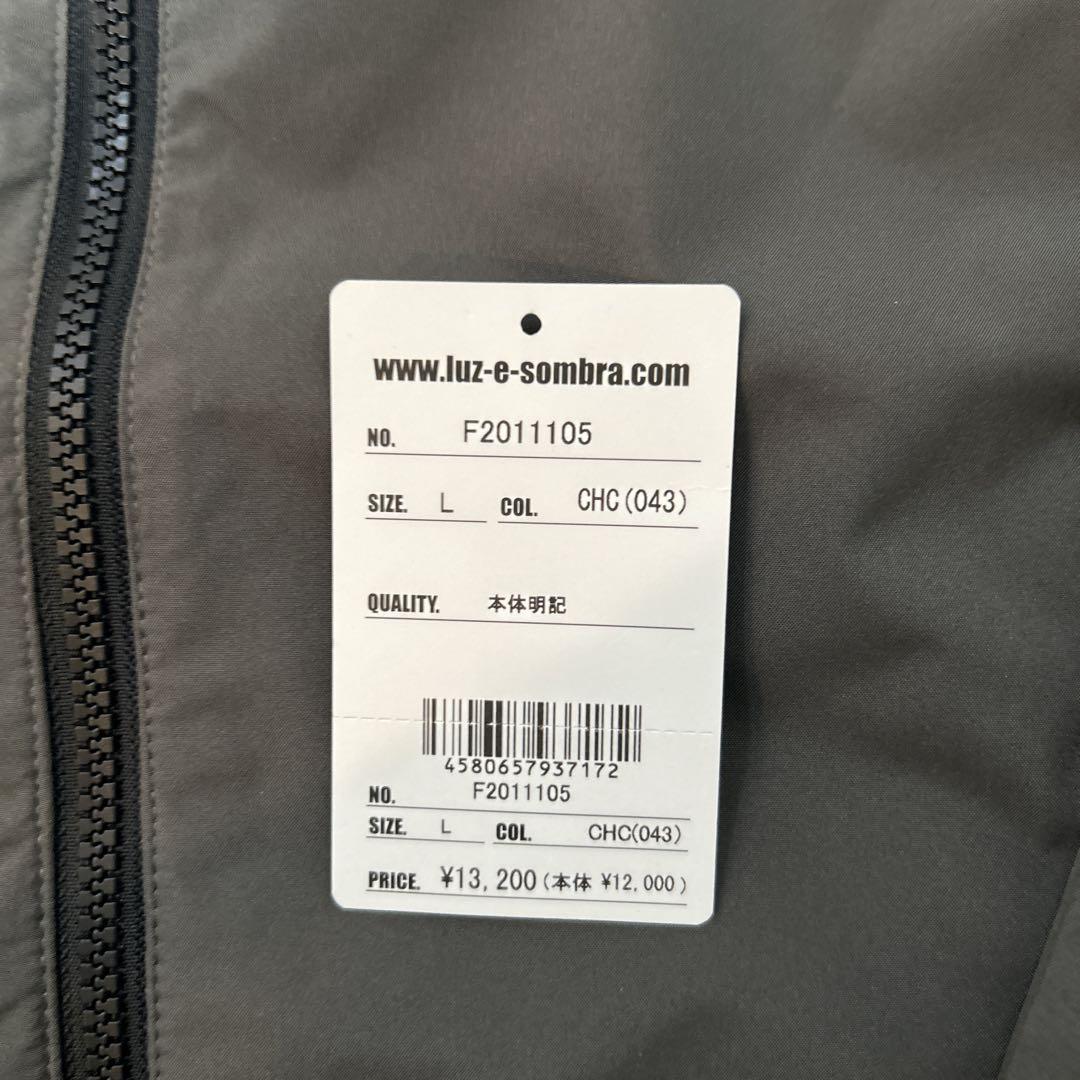 www.luz-e-sombra.com
NO. F2011105
SIZE. L COL. CHC(043)
QUALITY. 本体明記
4580657937172
NO. F2011105
SIZE. L COL. CHC(043)
PRICE. ¥13,200(本体 ¥12,000)